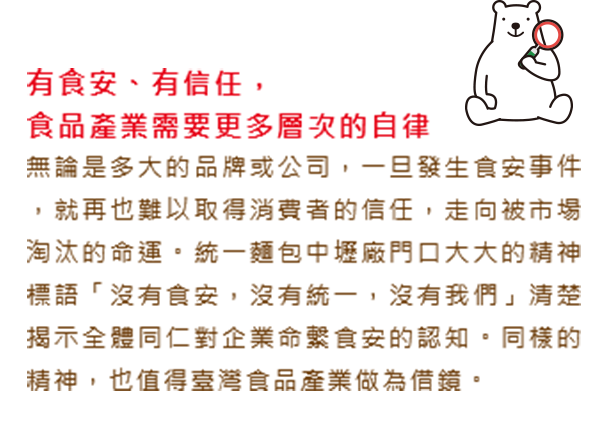 有食安、有信任，
食品產業需要更多層次的自律
無論是多大的品牌或公司，一旦發生食安事件
，就再也難以取得消費者的信任，走向被市場
淘汰的命運。統一麵包中壢廠門口大大的精神
標語「沒有食安，沒有統一，沒有我們」清楚
揭示全體同仁對企業命繫食安的認知。同樣的
精神，也值得臺灣食品產業做為借鏡。